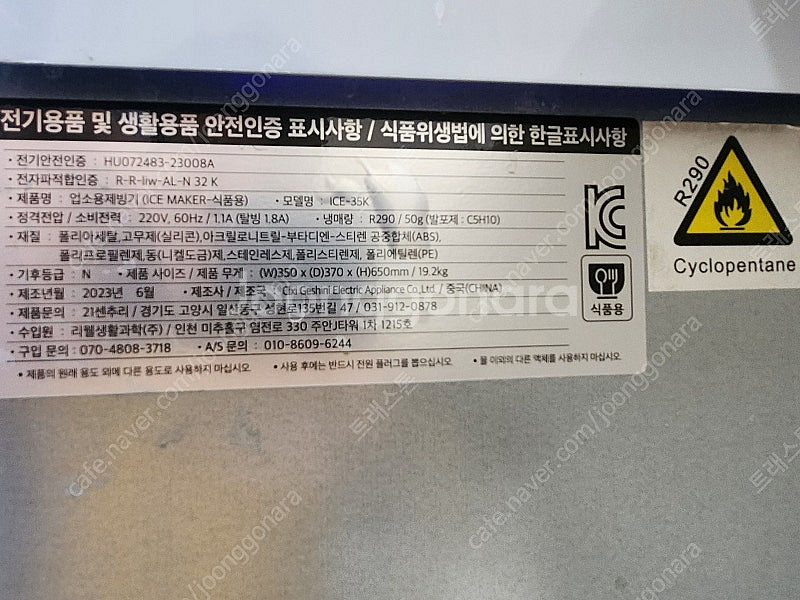 전기용품 및 생활용품 안전인증 표시사항 / 식품위생법에 의한 한글표시사항
• 전기안전인증 : HU072483-23008A
• 전자파적합인증 : R-R-liw-AL-N 32 K
• 제품명 : 업소용제빙기 (ICE MAKER-식품용) • 모델명 : ICE-35K
• 정격전압 / 소비전력 : 220V, 60Hz / 1.1A (탈빙 1.8A) • 냉매량 : R290 / 50g (발포제 : C5H10)
• 재질 : 폴리아세탈,고무제(실리콘),아크릴로니트릴-부타디엔-스티렌 공중합체(ABS),
폴리프로필렌제,동(니켈도금)제,스테인레스제,폴리스티렌제, 폴리에틸렌(PE)
• 기후등급 : N • 제품 사이즈 / 제품 무게 : (W)350 x (D)370 x (H)650mm / 19.2kg
• 제조년월 : 2023년 6월 • 제조사 / 제조국 : Cixi Geshini Electric Appliance Co.,Ltd. / 중국(CHINA)
• 제품문의 : 21센추리 / 경기도 고양시 일산동구 성현로135번길 47 / 031-912-0878
• 수입원 : 리웰생활과학(주) / 인천 미추홀구 염전로 330 주안J타워 1차 1215호
• 구입 문의 : 070-4808-3718 • A/S 문의 : 010-8609-6244
• 제품의 원래 용도 외에 다른 용도로 사용하지 마십시오. • 사용 후에는 반드시 전원 플러그를 뽑으십시오. • 물 이외의 다른 액체를 사용하지 마십시오.
식품용
R290
Cyclopentane
joonggonara
cafe.naver.com/joonggonara
cafe.naver.com/joonggonara
트레스트